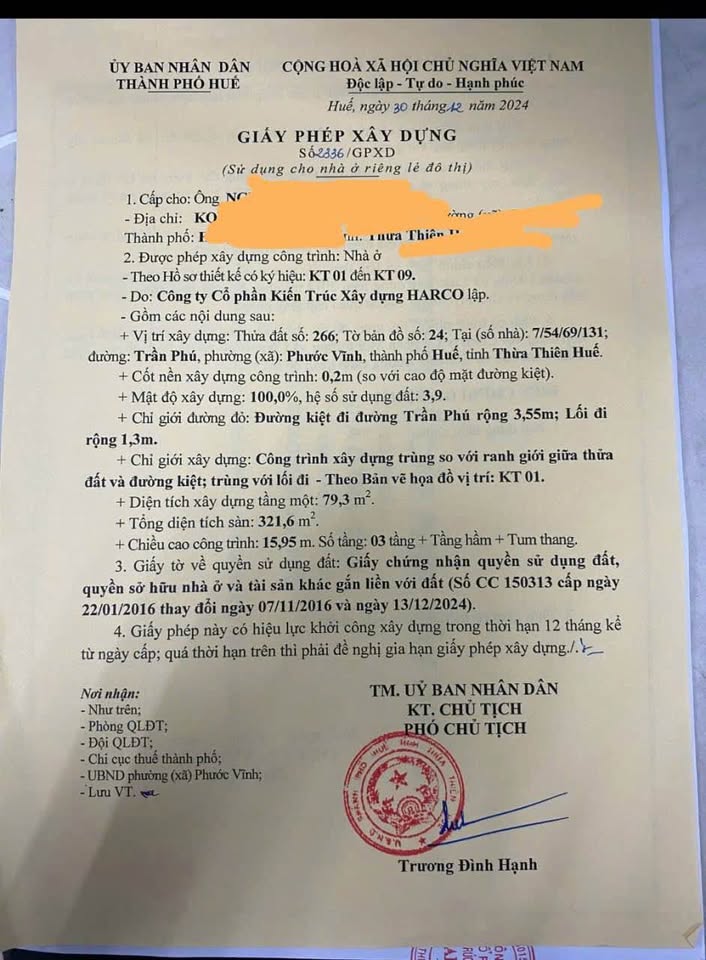 ỦY BAN NHÂN DÂN
THÀNH PHỐ HUẾ
CỘNG HOÀ XÃ HỘI CHỦ NGHĨA VIỆT NAM
Độc lập - Tự do - Hạnh phúc
Huế, ngày 30 tháng 12 năm 2024
GIẤY PHÉP XÂY DỰNG
Số 2336/GPXD
(Sử dụng cho nhà ở riêng lẻ đô thị)
1. Cấp cho: Ông
- Địa chỉ:
Thành phố: Thừa Thiên
2. Được phép xây dựng công trình: Nhà ở
- Theo Hồ sơ thiết kế có ký hiệu: KT 01 đến KT 09.
- Do: Công ty Cổ phần Kiến Trúc Xây dựng HARCO lập.
- Gồm các nội dung sau:
+ Vị trí xây dựng: Thửa đất số: 266; Tờ bản đồ số: 24; Tại (số nhà): 7/54/69/131;
đường: Trần Phú, phường (xã): Phước Vĩnh, thành phố Huế, tỉnh Thừa Thiên Huế.
+ Cốt nền xây dựng công trình: 0,2m (so với cao độ mặt đường kiệt).
+ Mật độ xây dựng: 100,0%, hệ số sử dụng đất: 3,9.
+ Chỉ giới đường đỏ: Đường kiệt đi đường Trần Phú rộng 3,55m; Lối đi
rộng 1,3m.
+ Chỉ giới xây dựng: Công trình xây dựng trùng so với ranh giới giữa thửa
đất và đường kiệt; trùng với lối đi - Theo Bản vẽ họa đồ vị trí: KT 01.
+ Diện tích xây dựng tầng một: 79,3 m².
+ Tổng diện tích sàn: 321,6 m².
+ Chiều cao công trình: 15,95 m. Số tầng: 03 tầng + Tầng hầm + Tum thang.
3. Giấy tờ về quyền sử dụng đất: Giấy chứng nhận quyền sử dụng đất,
quyền sở hữu nhà ở và tài sản khác gắn liền với đất (Số CC 150313 cấp ngày
22/01/2016 thay đổi ngày 07/11/2016 và ngày 13/12/2024).
4. Giấy phép này có hiệu lực khởi công xây dựng trong thời hạn 12 tháng kể
từ ngày cấp; quá thời hạn trên thì phải đề nghị gia hạn giấy phép xây dựng./.
Nơi nhận:
- Như trên;
- Phòng QLĐT;
- Đội QLĐT;
- Chi cục thuế thành phố;
- UBND phường (xã) Phước Vĩnh;
- Lưu VT.
TM. UỶ BAN NHÂN DÂN
KT. CHỦ TỊCH
PHÓ CHỦ TỊCH
Trương Đình Hạnh